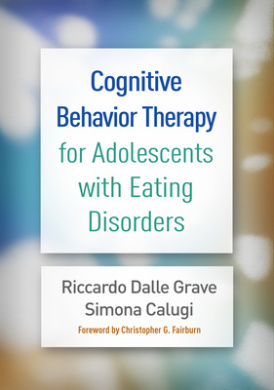 Cognitive
Behavior Therapy
for Adolescents
with Eating
Disorders
Riccardo Dalle Grave
Simona Calugi
Foreword by Christopher G. Fairburn